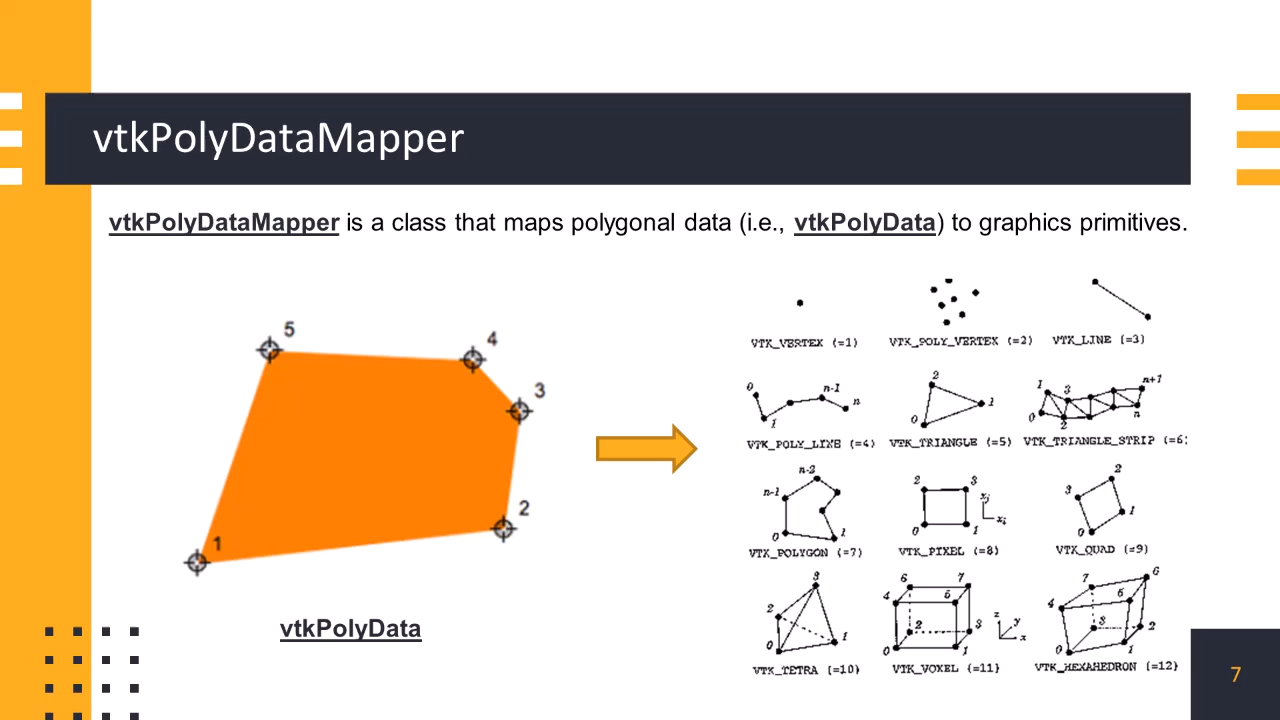 vtkPolyDataMapper
vtkPolyDataMapper is a class that maps polygonal data (i.e., vtkPolyData) to graphics primitives.
5
4
3
2
1
vtkPolyData
VTK_VERTEX (=1)
VTK_POLY_VERTEX (=2)
VTK_LINE (=3)
0
1
n-1
n
VTK_POLY_LINE (=4)
2
0
1
VTK_TRIANGLE (=5)
1
3
0
2
n+1
n
VTK_TRIANGLE_STRIP (=6)
n-2
n-1
0
1
VTK_POLYGON (=7)
2
3
0
1
xj
xi
VTK_PIXEL (=8)
2
3
1
0
VTK_QUAD (=9)
3
2
1
0
VTK_TETRA (=10)
6
7
4
5
2
3
0
1
z
y
x
VTK_VOXEL (=11)
7
6
4
5
3
2
0
1
VTK_HEXAHEDRON (=12)
7